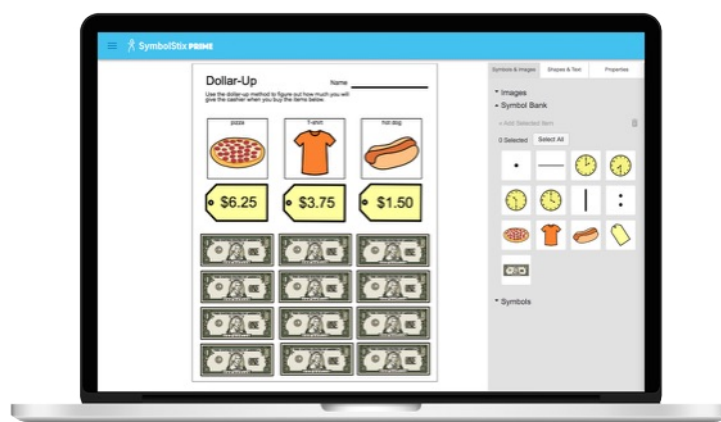 SymbolStix PRIME
Symbols & Images
Shapes & Text
Properties
Dollar-Up
Name
Use the dollar-up method to figure out how much you will
give the cashier when you buy the items below.
pizza
T-shirt
hot dog
$6.25
$3.75
$1.50
Images
Symbol Bank
+ Add Selected Item
0 Selected
Select All
Symbols